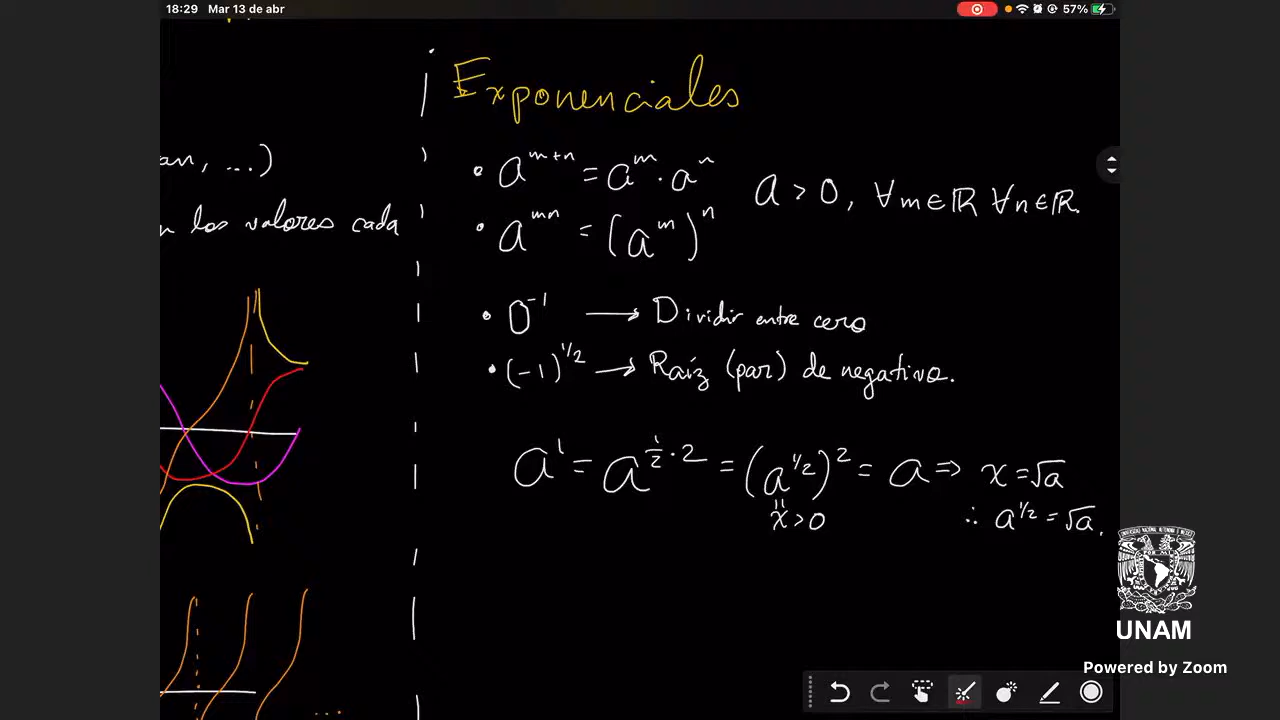 18:29 Mar 13 de abr 57%
Exponenciales
an, ...)
n los valores cada
• a^{m+n} = a^m · a^n
a > 0, ∀m∈ℝ ∀n∈ℝ.
• a^{mn} = (a^m)^n
• 0^{-1} → Dividir entre cero
• (-1)^{1/2} → Raíz (par) de negativo.
a^1 = a^{\frac{1}{2}·2} = (a^{1/2})^2 = a ⇒ x = √a
x > 0
∴ a^{1/2} = √a.
...
UNAM
Powered by Zoom